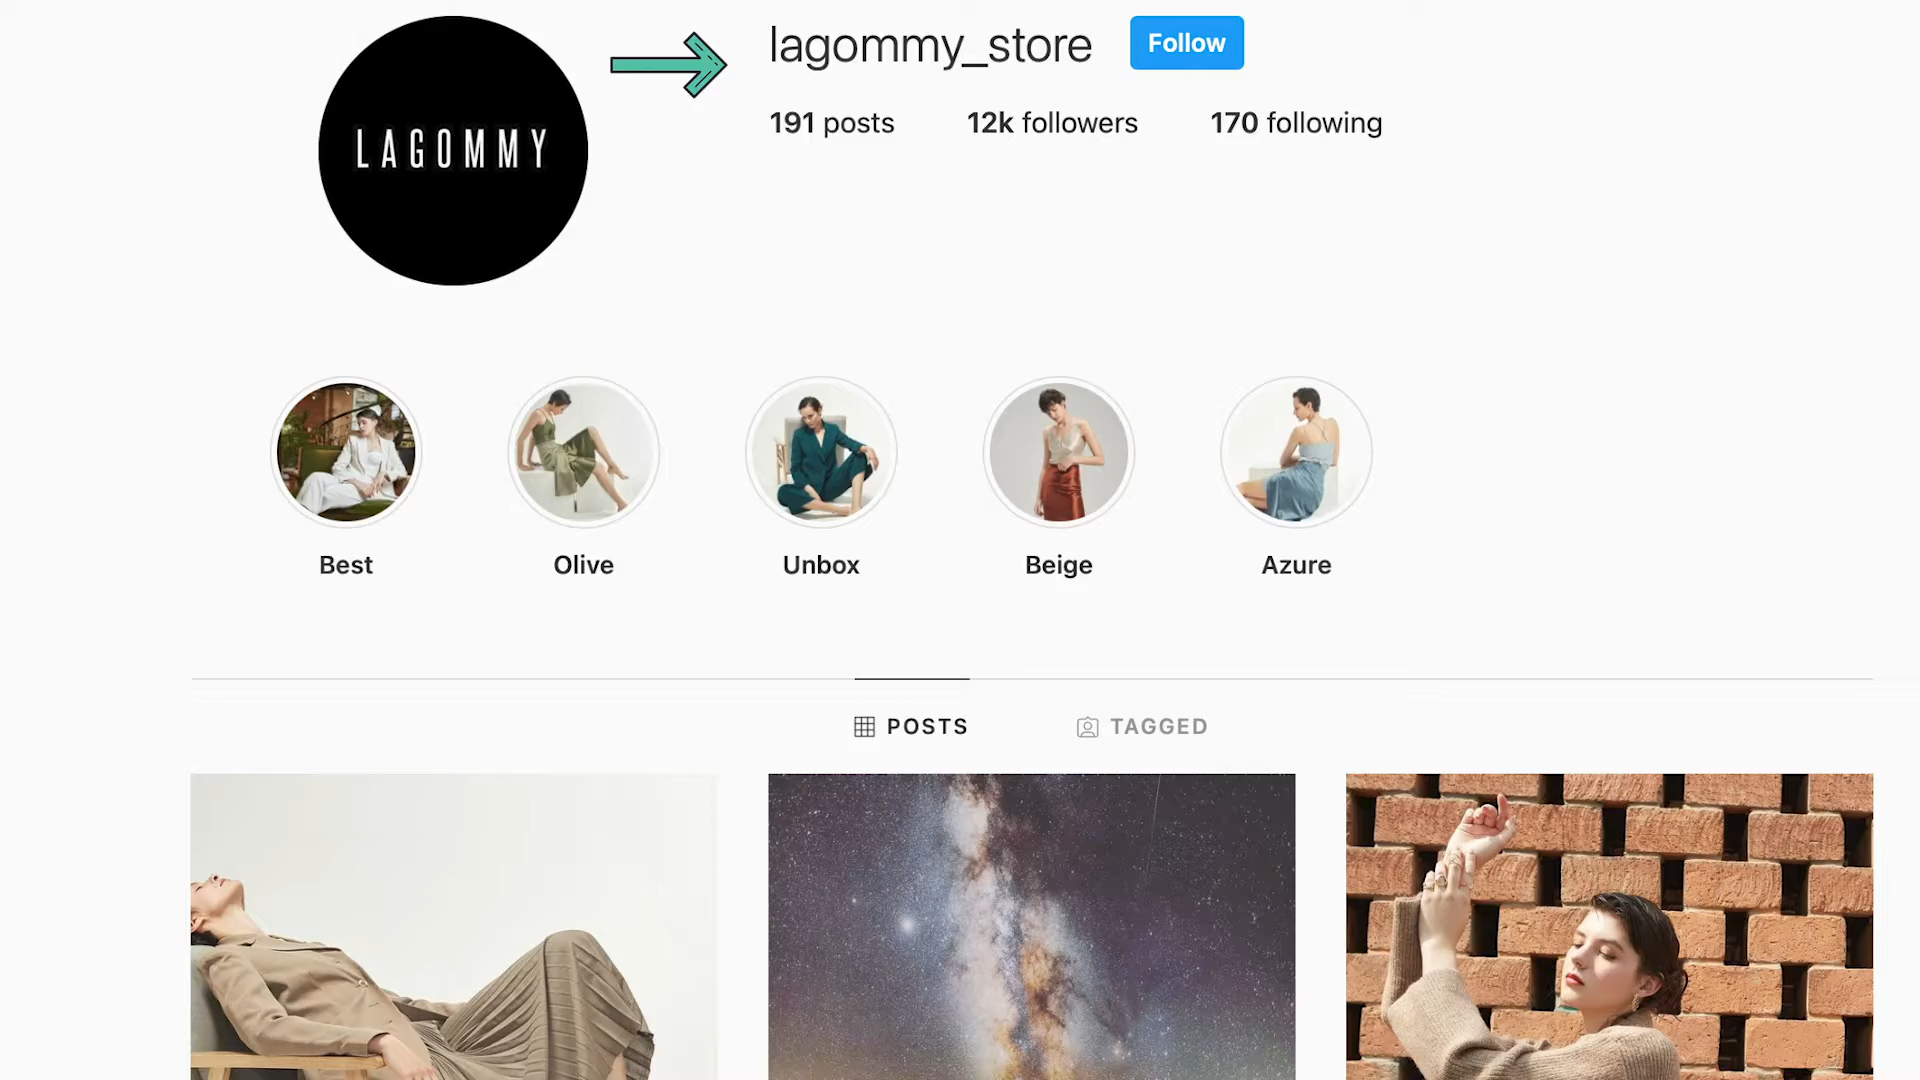 LAGOMMY
lagommy_store Follow
191 posts 12k followers 170 following
Best Olive Unbox Beige Azure
POSTS TAGGED